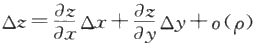 Δz = ∂z/∂x Δx + ∂z/∂y Δy + o(ρ)